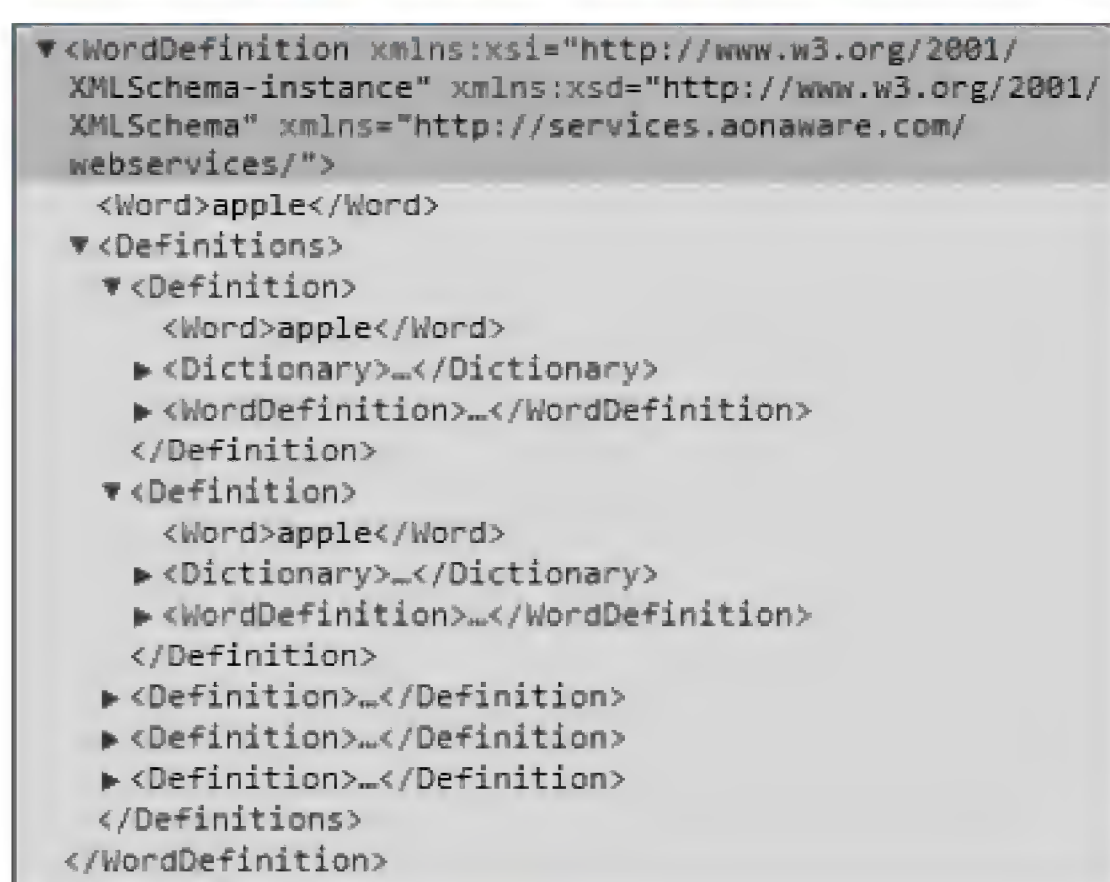 ▼<WordDefinition xmlns:xsi="http://www.w3.org/2001/
XMLSchema-instance" xmlns:xsd="http://www.w3.org/2001/
XMLSchema" xmlns="http://services.aonaware.com/
webservices/">
<Word>apple</Word>
▼<Definitions>
▼<Definition>
<Word>apple</Word>
▶<Dictionary>…</Dictionary>
▶<WordDefinition>…</WordDefinition>
</Definition>
▼<Definition>
<Word>apple</Word>
▶<Dictionary>…</Dictionary>
▶<WordDefinition>…</WordDefinition>
</Definition>
▶<Definition>…</Definition>
▶<Definition>…</Definition>
▶<Definition>…</Definition>
</Definitions>
</WordDefinition>